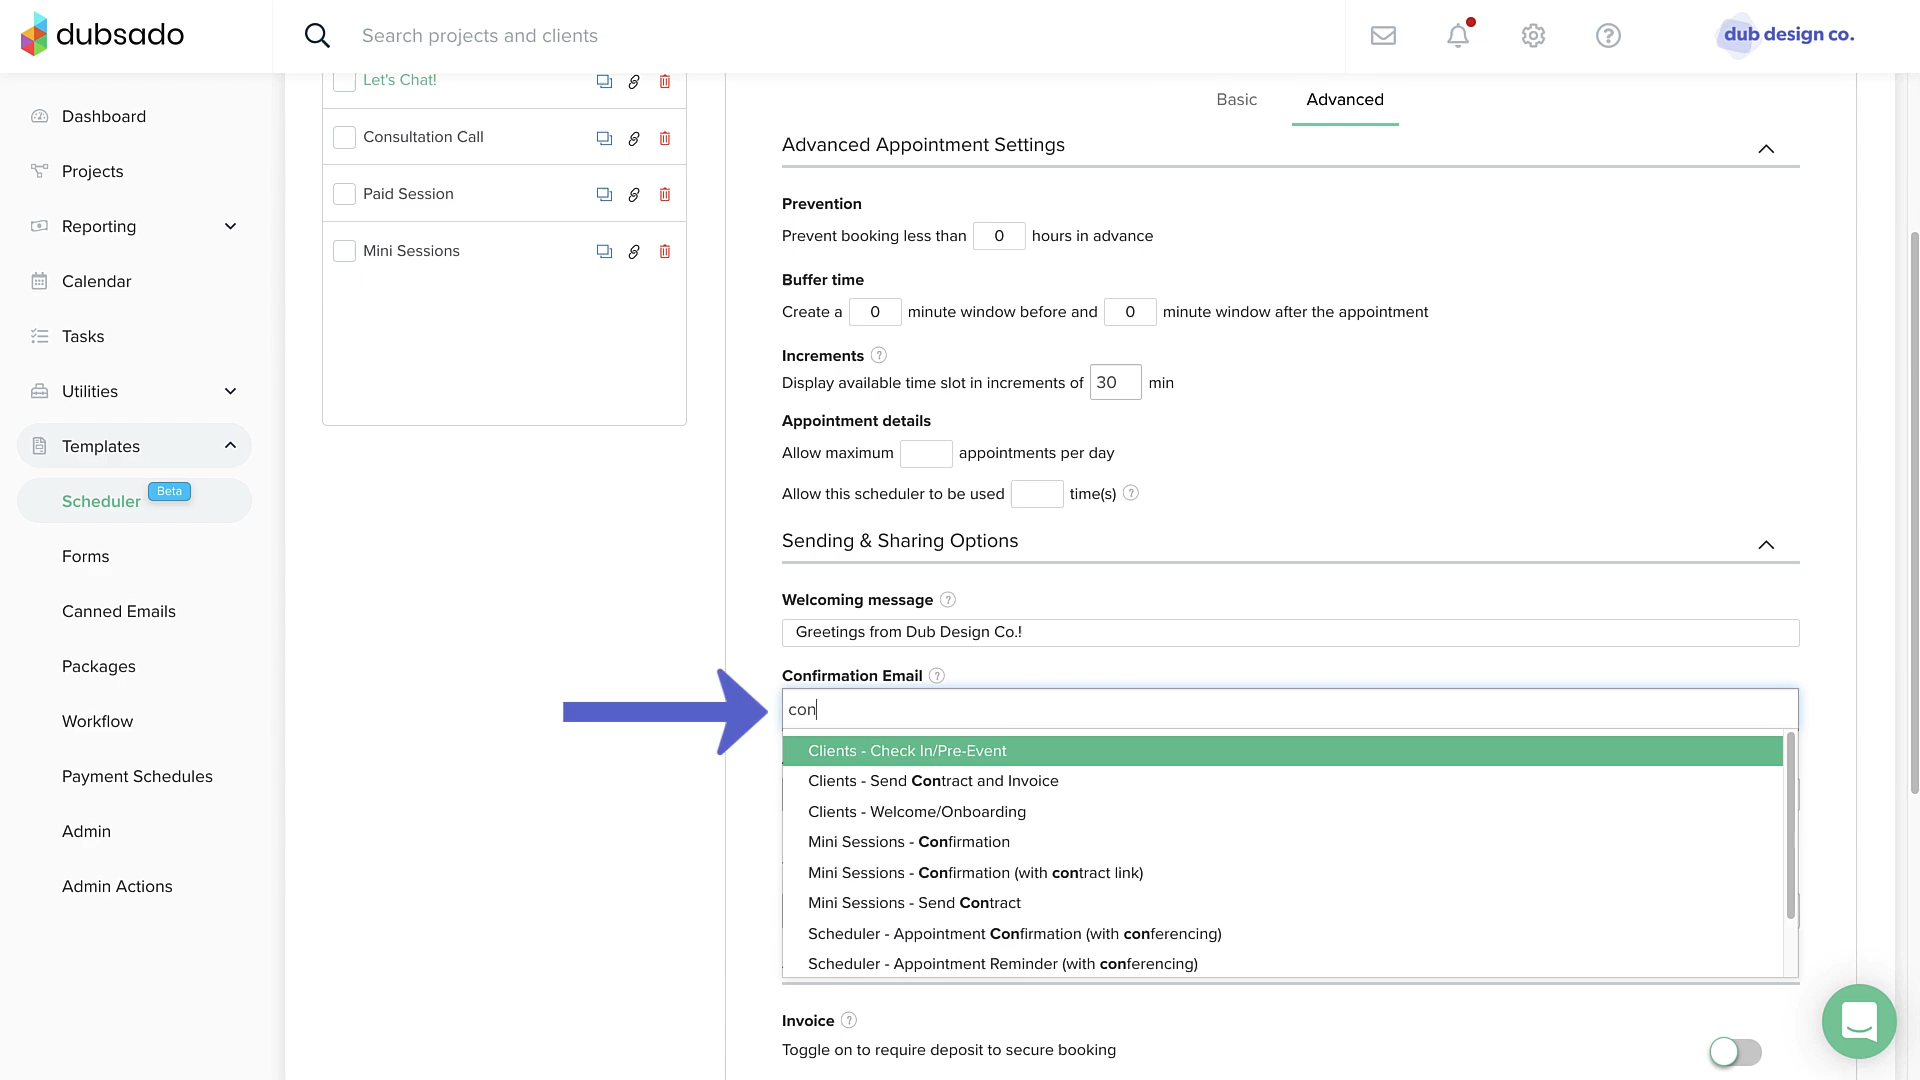 dubsado
Search projects and clients
dub design co.
Dashboard
Projects
Reporting
Calendar
Tasks
Utilities
Templates
Scheduler Beta
Forms
Canned Emails
Packages
Workflow
Payment Schedules
Admin
Admin Actions
Let's Chat!
Consultation Call
Paid Session
Mini Sessions
Basic Advanced
Advanced Appointment Settings
Prevention
Prevent booking less than 0 hours in advance
Buffer time
Create a 0 minute window before and 0 minute window after the appointment
Increments ?
Display available time slot in increments of 30 min
Appointment details
Allow maximum appointments per day
Allow this scheduler to be used time(s) ?
Sending & Sharing Options
Welcoming message ?
Greetings from Dub Design Co.!
Confirmation Email ?
con
Clients - Check In/Pre-Event
Clients - Send Contract and Invoice
Clients - Welcome/Onboarding
Mini Sessions - Confirmation
Mini Sessions - Confirmation (with contract link)
Mini Sessions - Send Contract
Scheduler - Appointment Confirmation (with conferencing)
Scheduler - Appointment Reminder (with conferencing)
Invoice ?
Toggle on to require deposit to secure booking